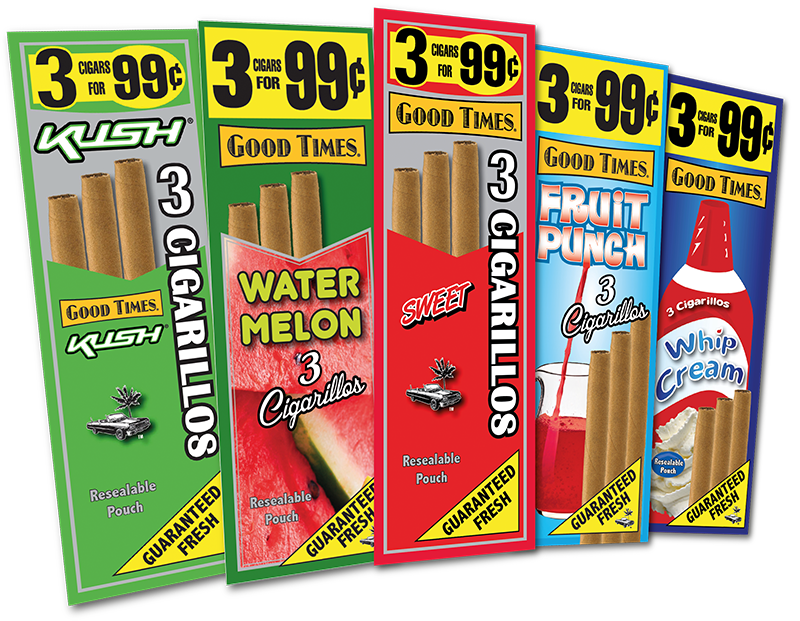 3 CIGARS FOR 99¢
KUSH®
3 CIGARILLOS
GOOD TIMES®
KUSH®
TM
Resealable
Pouch
GUARANTEED
FRESH
3 CIGARS FOR 99¢
GOOD TIMES®
WATER
MELON
3
Cigarillos
Resealable
Pouch
GUARANTEED
FRESH
3 CIGARS FOR 99¢
GOOD TIMES®
3 CIGARILLOS
SWEET
TM
Resealable
Pouch
GUARANTEED
FRESH
3 CIGARS FOR 99¢
GOOD TIMES®
FRUIT
PUNCH
3
Cigarillos
GUARANTEED
FRESH
3 CIGARS FOR 99¢
GOOD TIMES®
3 Cigarillos
Whip
Cream
Resealable
Pouch
GUARANTEED
FRESH